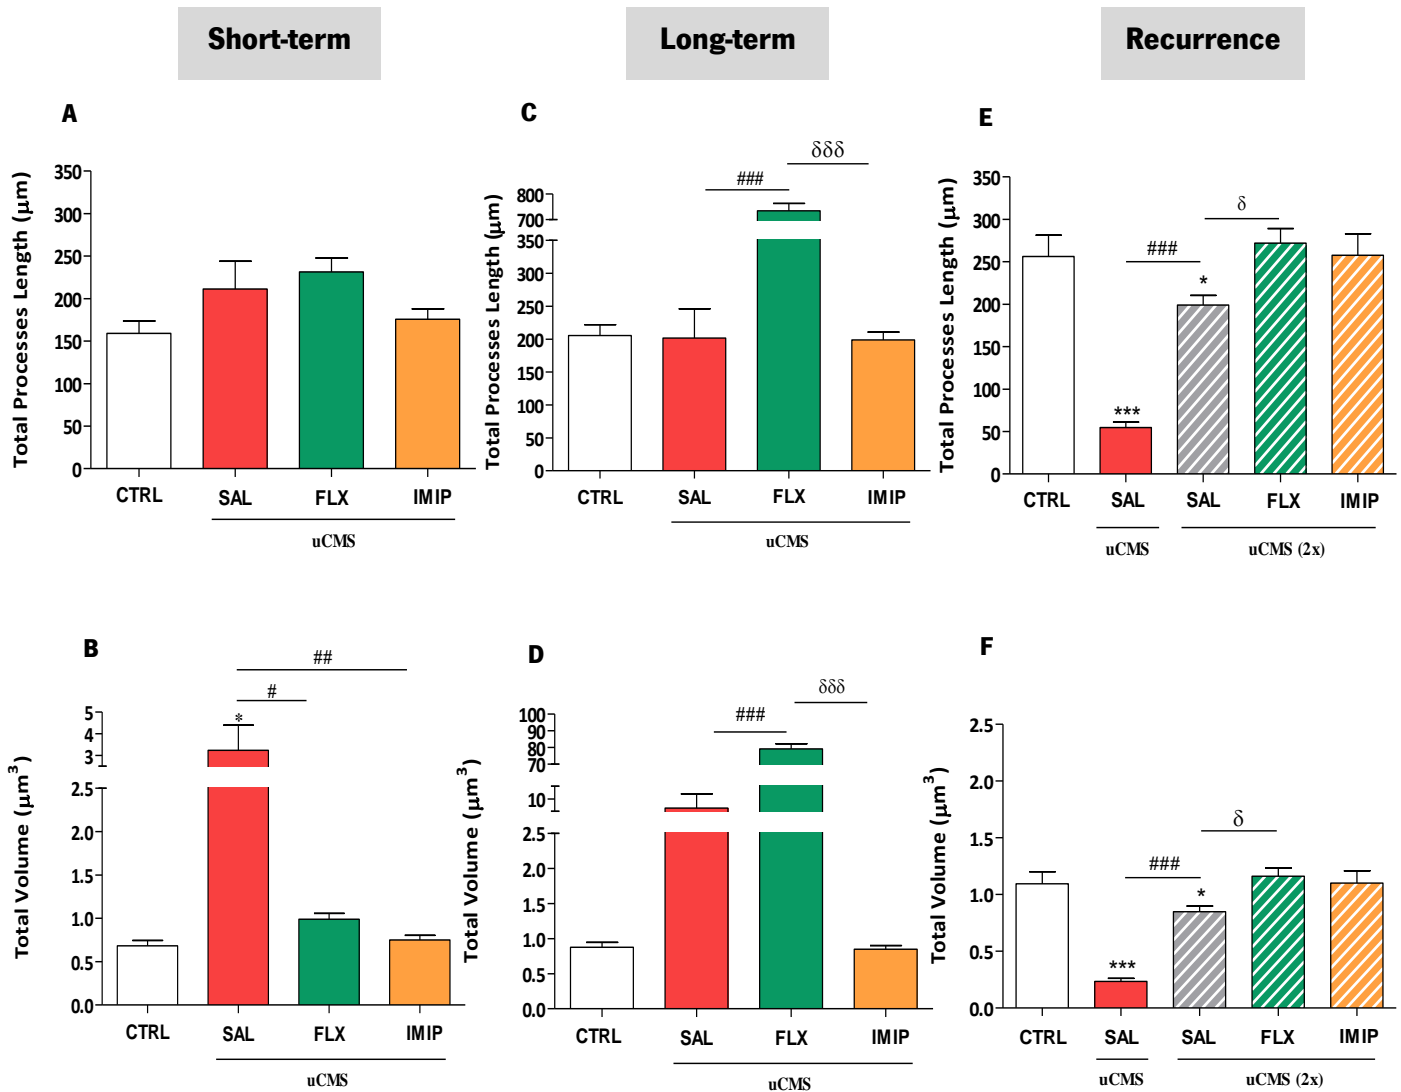 Short-term
Long-term
Recurrence
A
Total Processes Length (μm)
350
300
250
200
150
100
50
0
CTRL
SAL
FLX
IMIP
uCMS
C
δδδ
###
Total Processes Length (μm)
800
700
350
300
250
200
150
100
50
0
CTRL
SAL
FLX
IMIP
uCMS
E
δ
###
*
***
Total Processes Length (μm)
350
300
250
200
150
100
50
0
CTRL
SAL
SAL
FLX
IMIP
uCMS
uCMS (2x)
B
##
#
*
Total Volume (μm³)
5
4
3
2.5
2.0
1.5
1.0
0.5
0.0
CTRL
SAL
FLX
IMIP
uCMS
D
δδδ
###
Total Volume (μm³)
100
90
80
70
10
2.5
2.0
1.5
1.0
0.5
0.0
CTRL
SAL
FLX
IMIP
uCMS
F
δ
###
*
***
Total Volume (μm³)
2.5
2.0
1.5
1.0
0.5
0.0
CTRL
SAL
SAL
FLX
IMIP
uCMS
uCMS (2x)